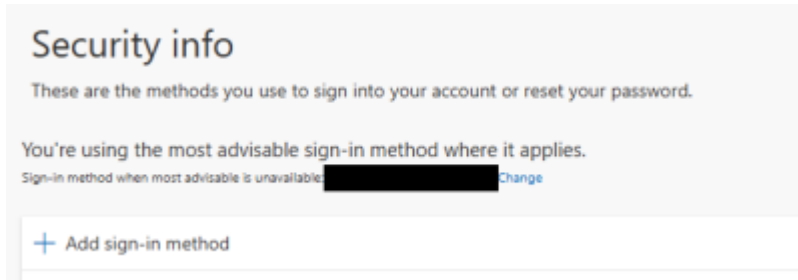 Security info
These are the methods you use to sign into your account or reset your password.
You're using the most advisable sign-in method where it applies.
Sign-in method when most advisable is unavailable: Change
+ Add sign-in method